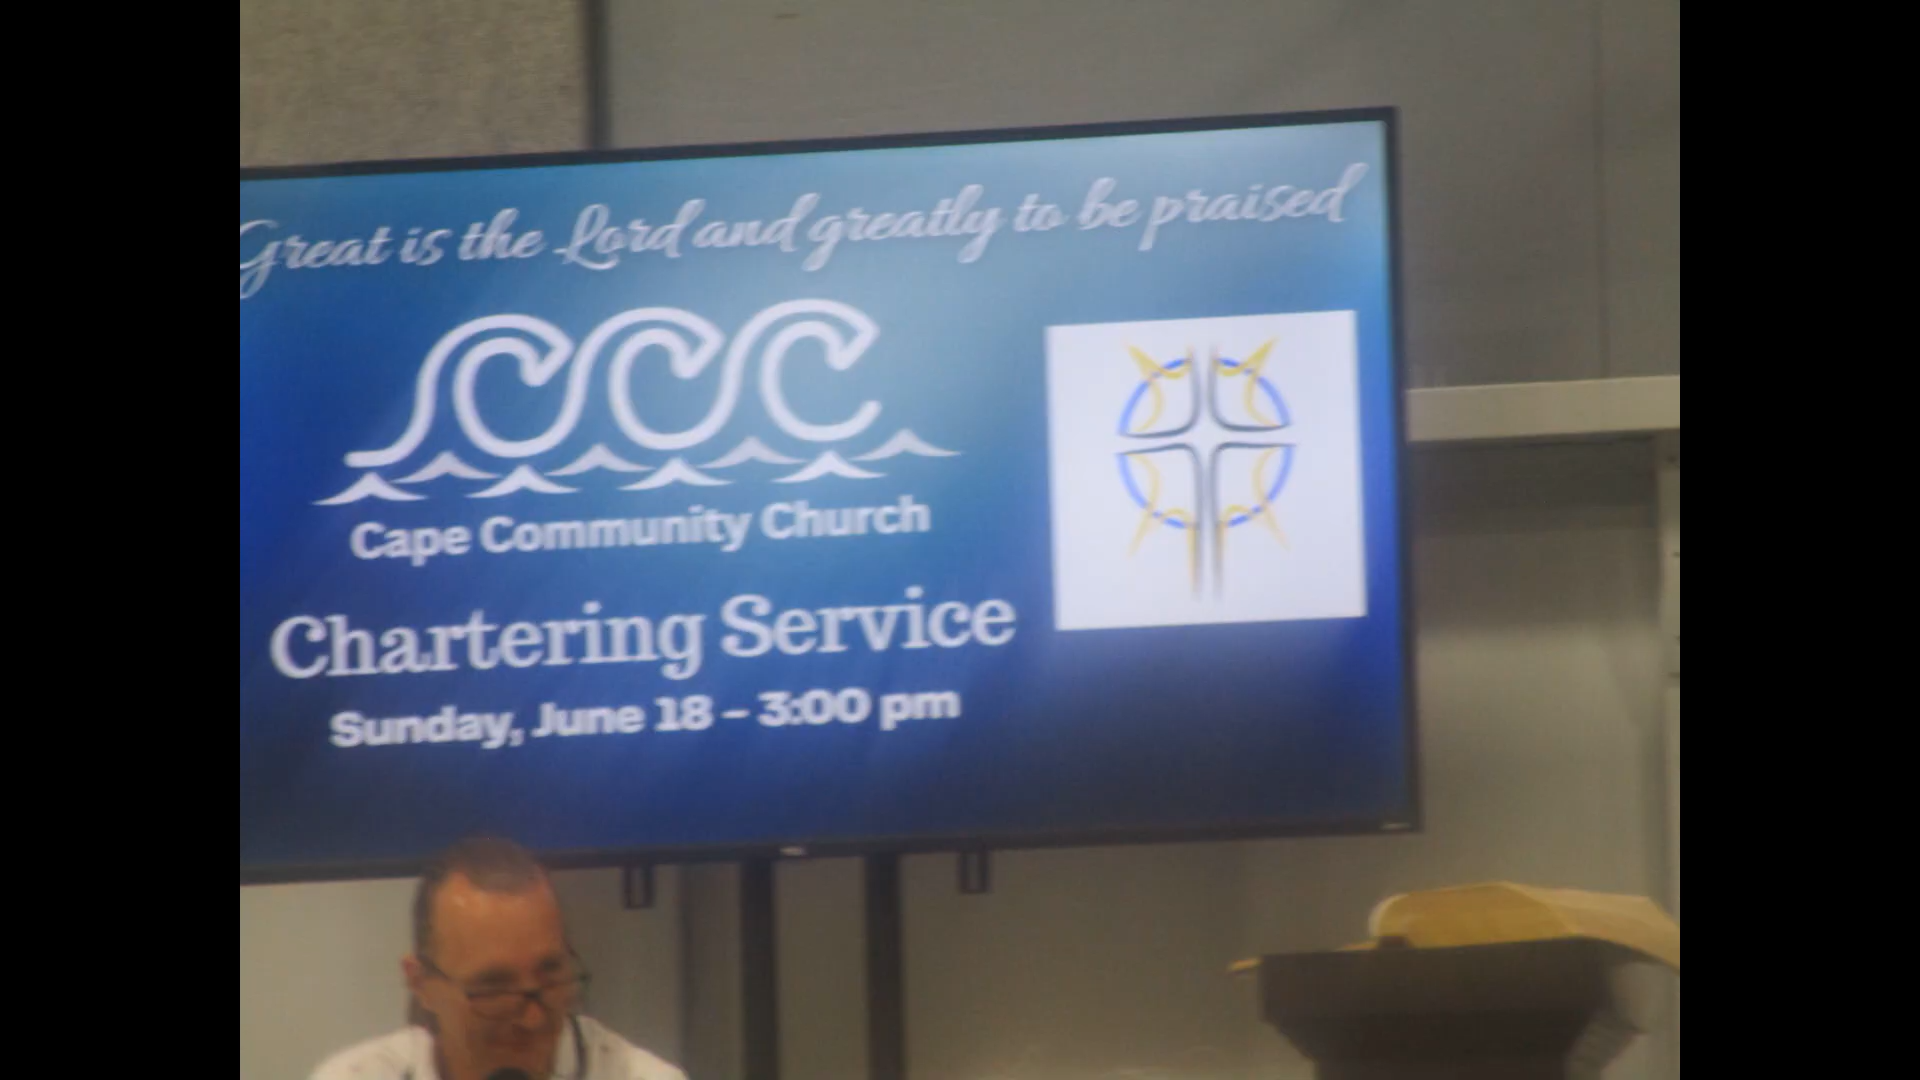 Great is the Lord and greatly to be praised
CCC
Cape Community Church
Chartering Service
Sunday, June 18 – 3:00 pm